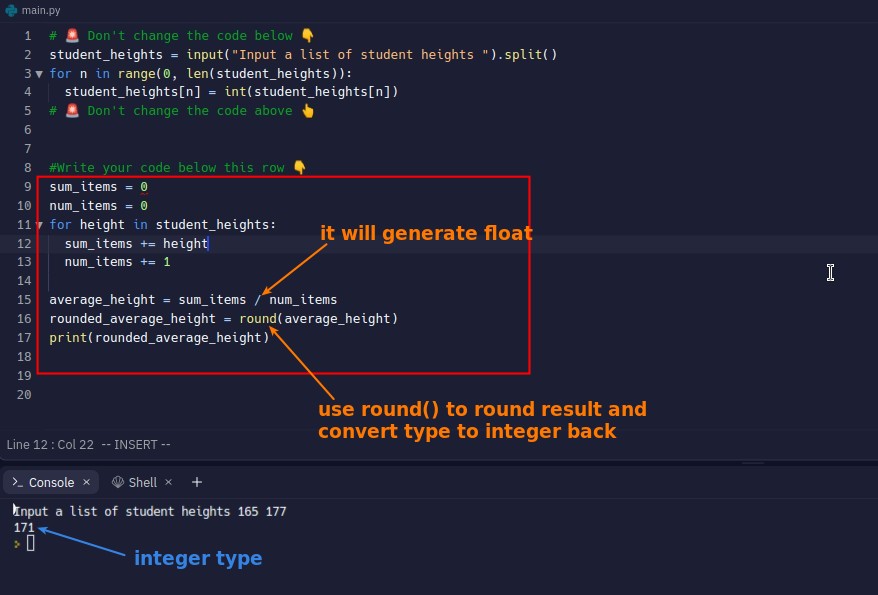 main.py
1 # 🚨 Don't change the code below 👇
2 student_heights = input("Input a list of student heights ").split()
3 for n in range(0, len(student_heights)):
4   student_heights[n] = int(student_heights[n])
5 # 🚨 Don't change the code above 👆
6
7
8 #Write your code below this row 👇
9 sum_items = 0
10 num_items = 0
11 for height in student_heights:
it will generate float
12   sum_items += height
13   num_items += 1
14
15 average_height = sum_items / num_items
16 rounded_average_height = round(average_height)
17 print(rounded_average_height)
18
19
20
use round() to round result and
convert type to integer back
Line 12 : Col 22 -- INSERT --
Console × Shell × +
Input a list of student heights 165 177
171
integer type